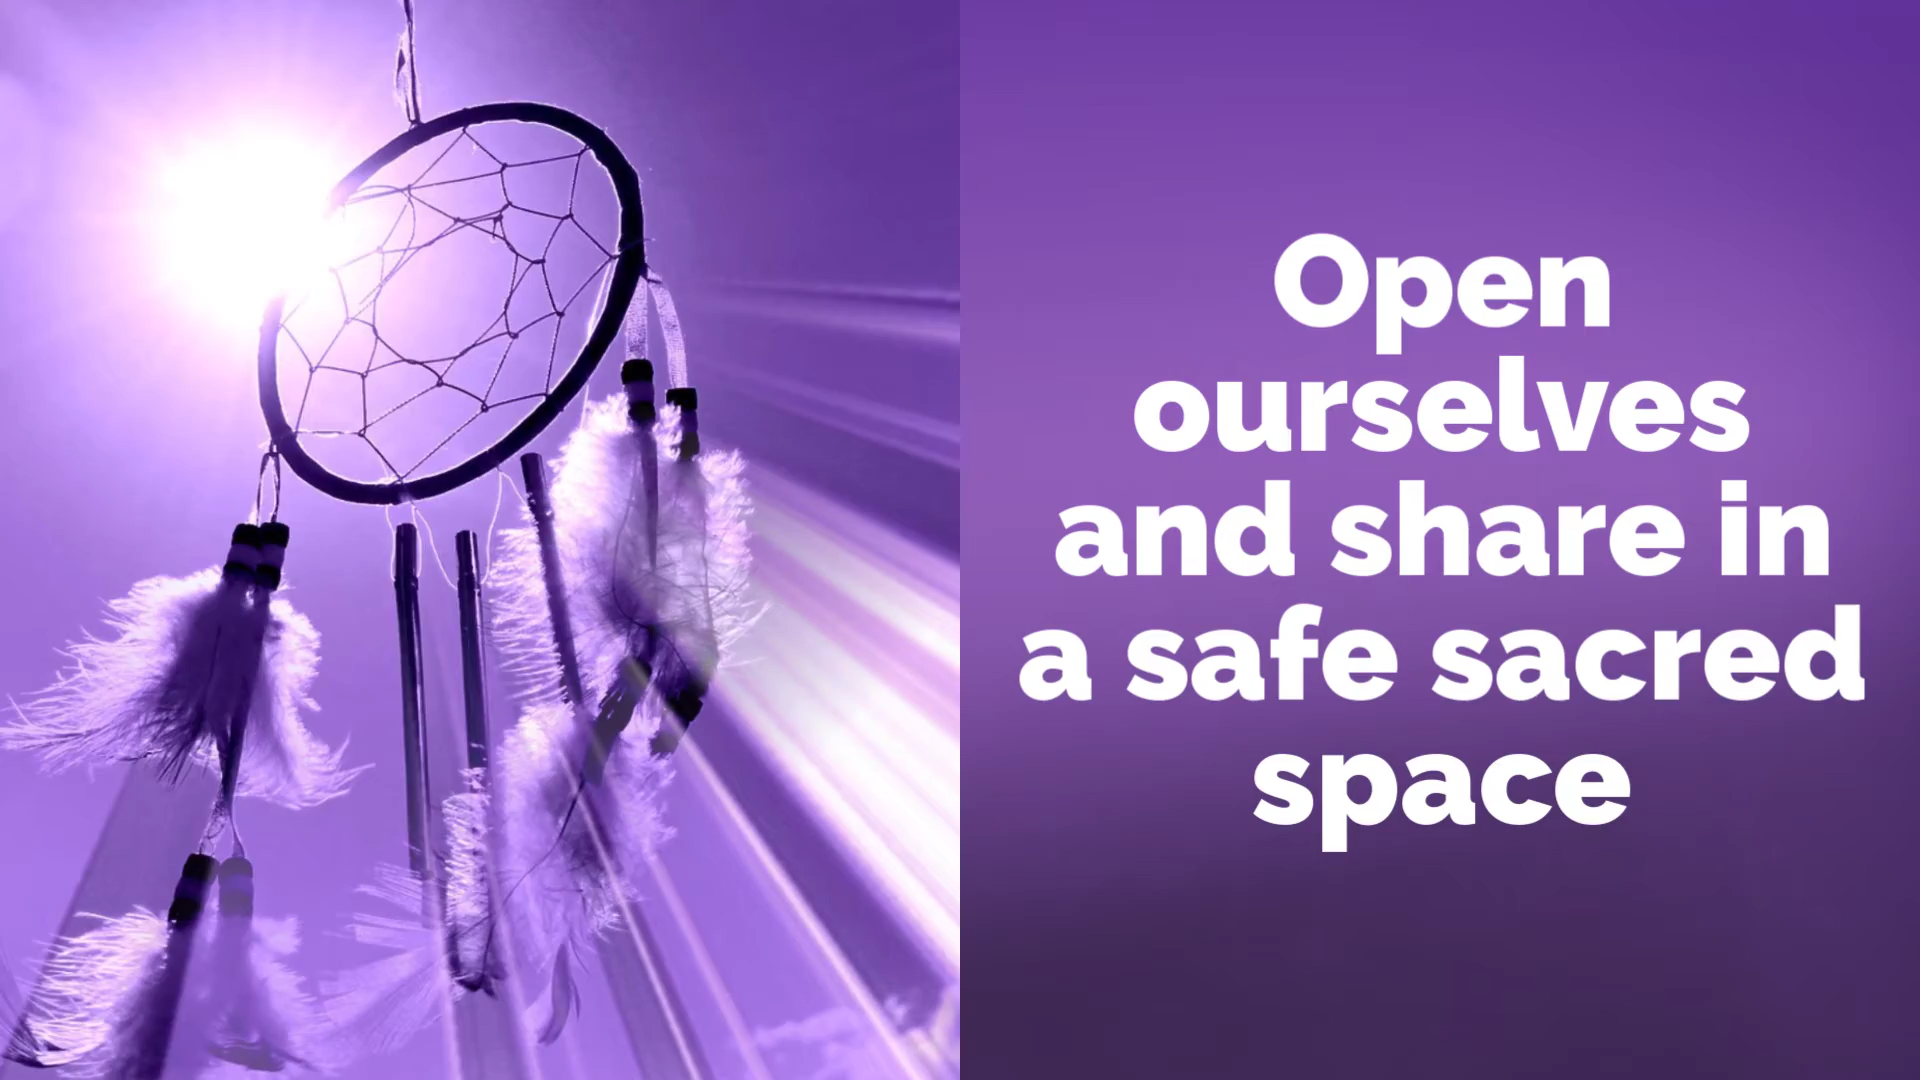 Open
ourselves
and share in
a safe sacred
space